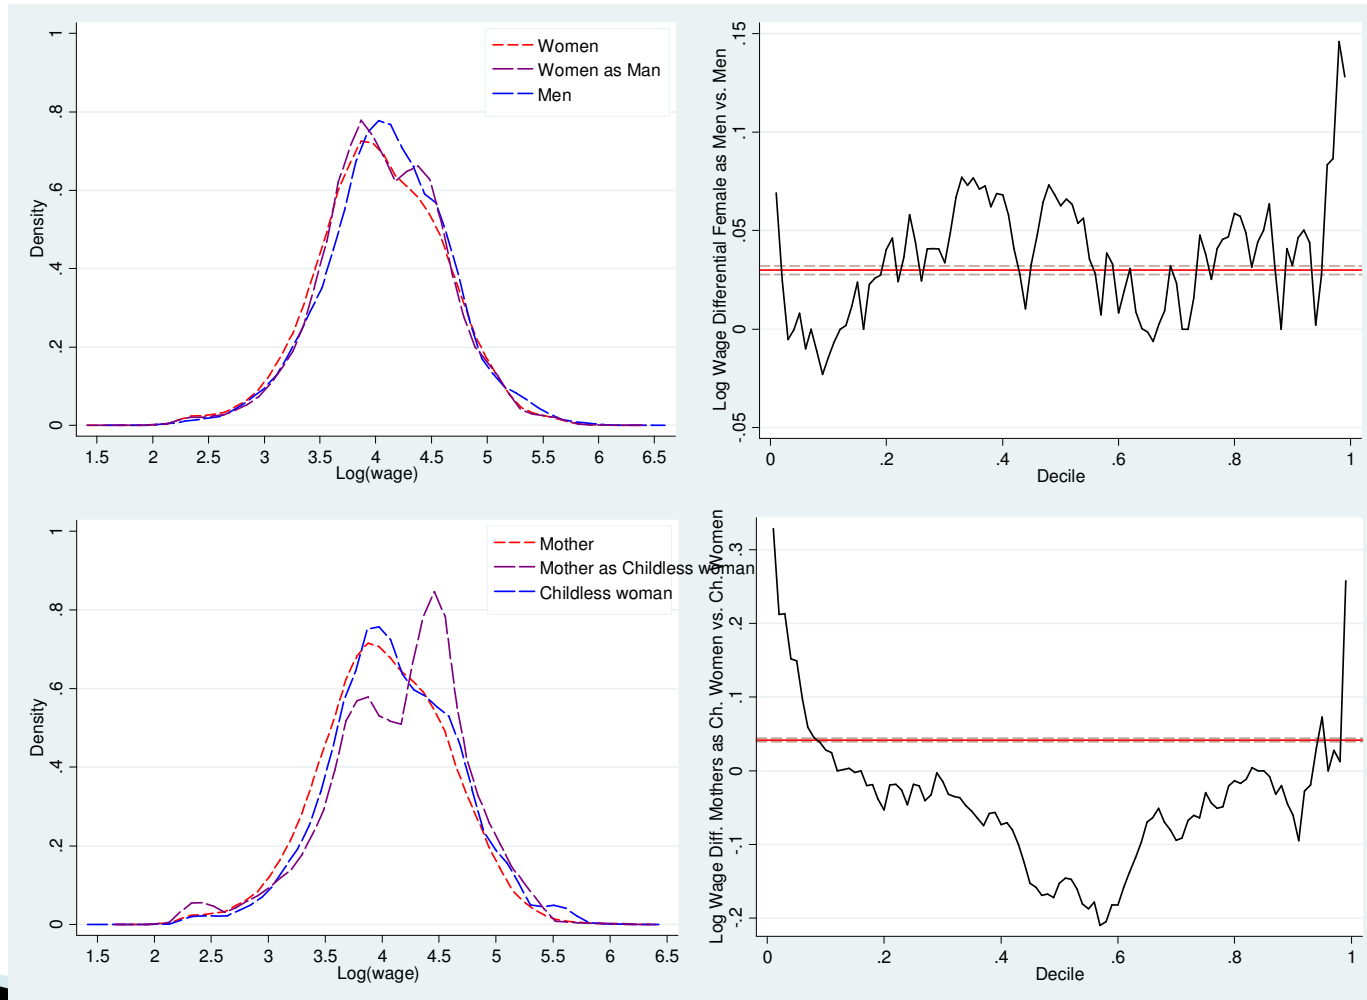 Women
Women as Man
Men
1
.8
.6
.4
.2
0
Density
1.5 2 2.5 3 3.5 4 4.5 5 5.5 6 6.5
Log(wage)
Log Wage Differential Female as Men vs. Men
.15
.1
.05
0
-.05
0 .2 .4 .6 .8 1
Decile
Mother
Mother as Childless woman
Childless woman
1
.8
.6
.4
.2
0
Density
1.5 2 2.5 3 3.5 4 4.5 5 5.5 6 6.5
Log(wage)
Log Wage Diff. Mothers as Ch. Women vs. Ch. Women
.3
.2
.1
0
-.1
-.2
0 .2 .4 .6 .8 1
Decile